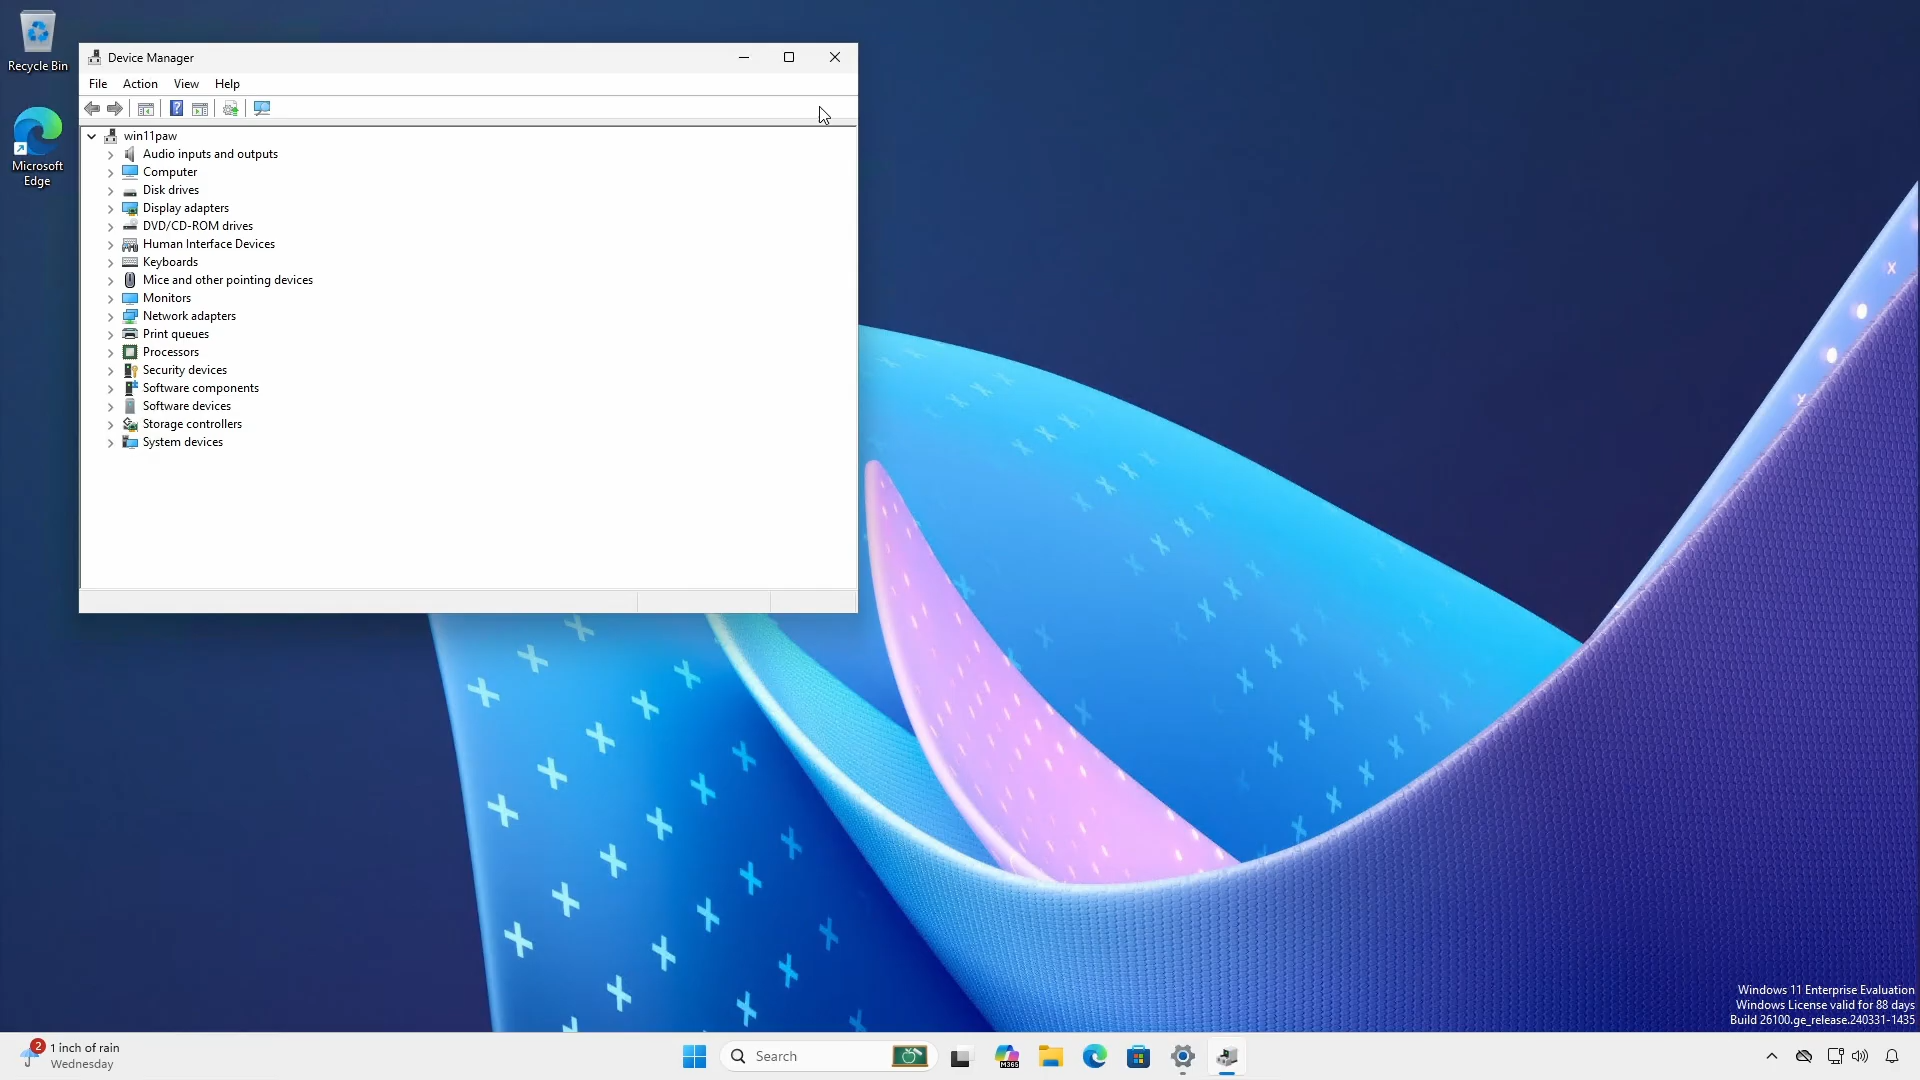 Recycle Bin
Microsoft
Edge
Device Manager
File Action View Help
win11paw
Audio inputs and outputs
Computer
Disk drives
Display adapters
DVD/CD-ROM drives
Human Interface Devices
Keyboards
Mice and other pointing devices
Monitors
Network adapters
Print queues
Processors
Security devices
Software components
Software devices
Storage controllers
System devices
Windows 11 Enterprise Evaluation
Windows License valid for 88 days
Build 26100.ge_release.240331-1435
2
1 inch of rain
Wednesday
Search
M365